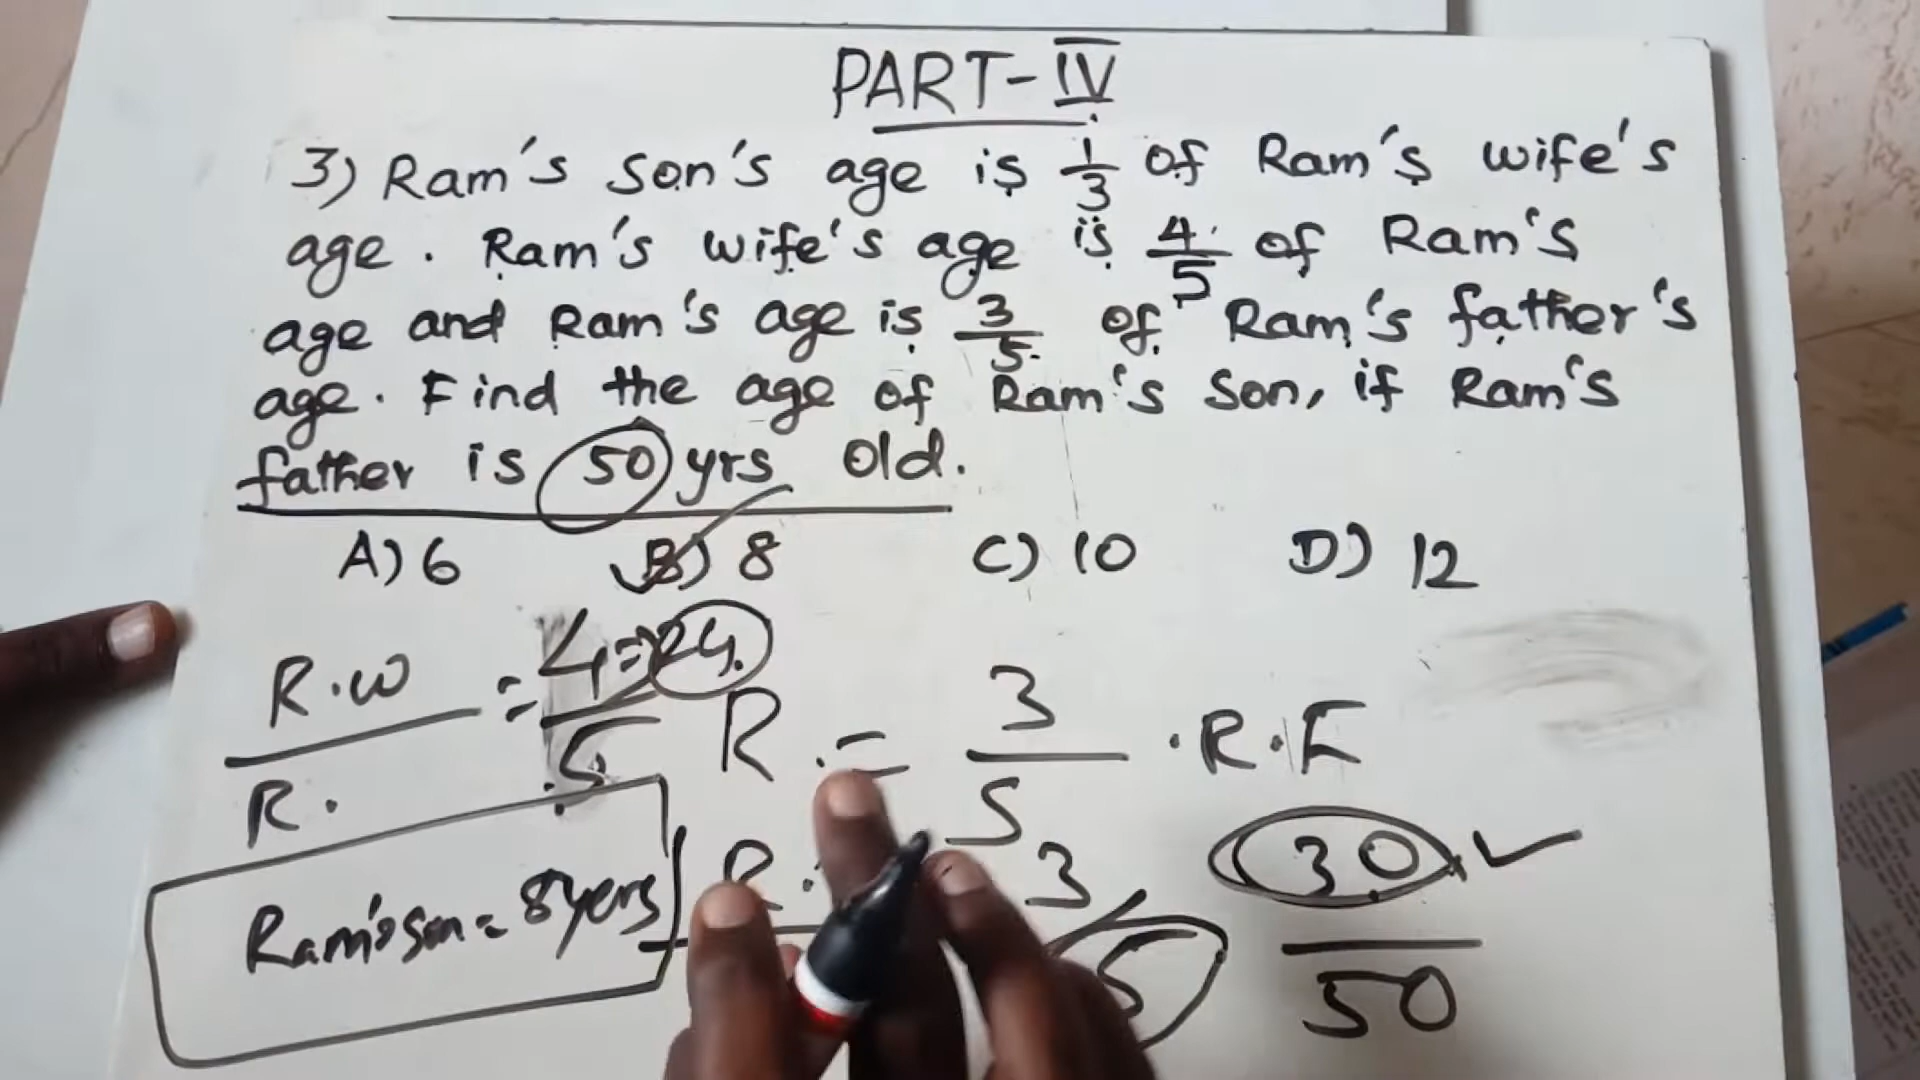 PART-IV
3) Ram's son's age is 1/3 of Ram's wife's
age. Ram's wife's age is 4/5 of Ram's
age and Ram's age is 3/5 of Ram's father's
age. Find the age of Ram's son, if Ram's
father is 50 yrs old.
A) 6 B) 8 C) 10 D) 12
R.W/R. = 4/5 => 24.
R = 3/5 .R.F
R. 3/5 30/50
Ram's son = 8yers